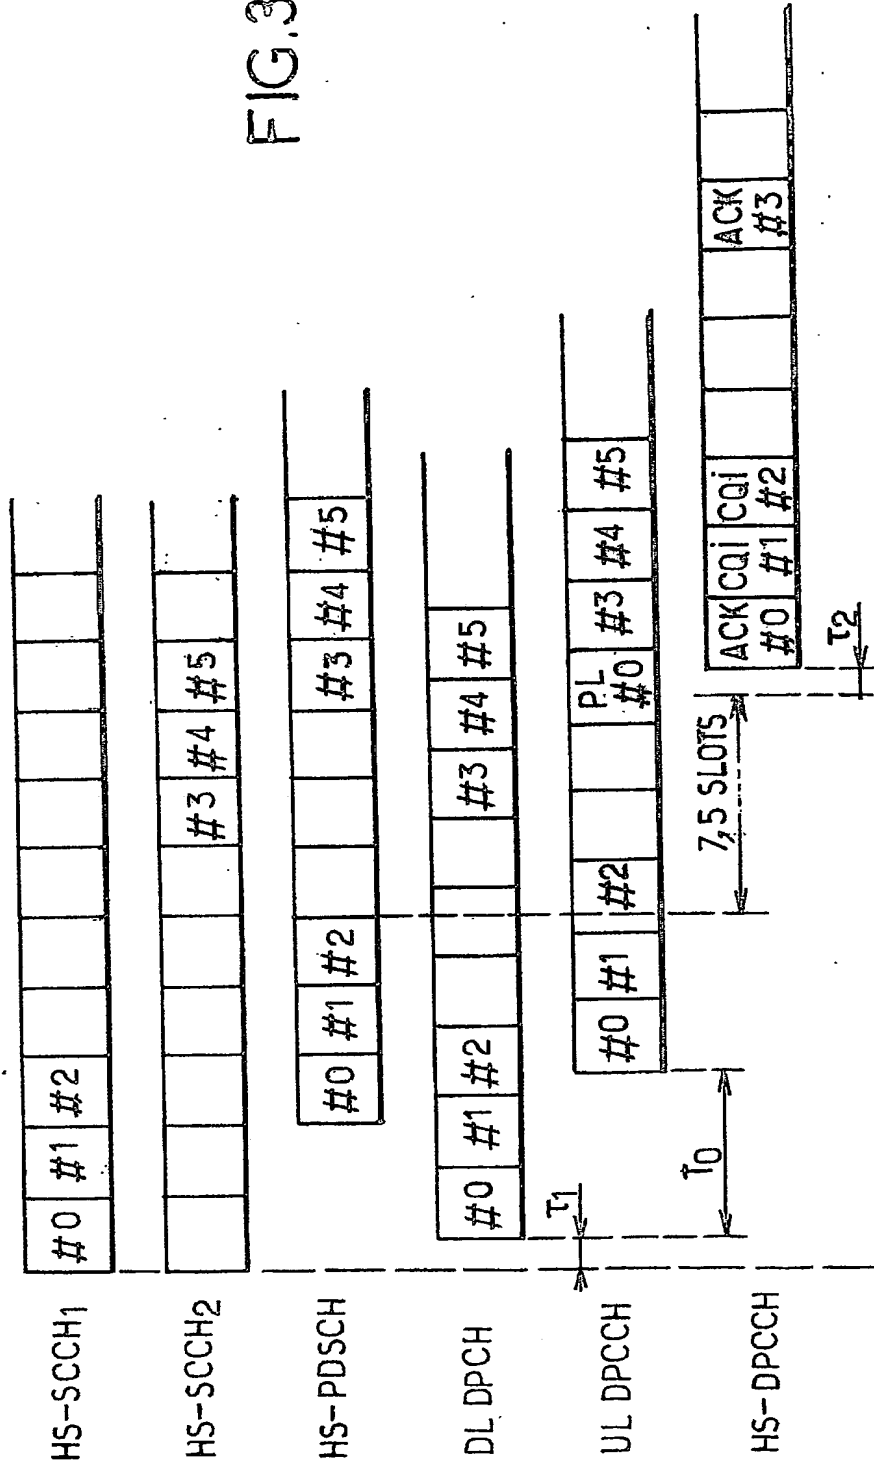 FIG.3
HS-SCCH1 #0 #1 #2
HS-SCCH2 #3 #4 #5
HS-PDSCH #0 #1 #2 #3 #4 #5
DL DPCH #0 #1 #2 #3 #4 #5
τ1
UL DPCCH #0 #1 #2 P.L #0 #3 #4 #5
T0
7,5 SLOTS
HS-DPCCH ACK #0 CQi #1 CQi #2 ACK #3
τ2